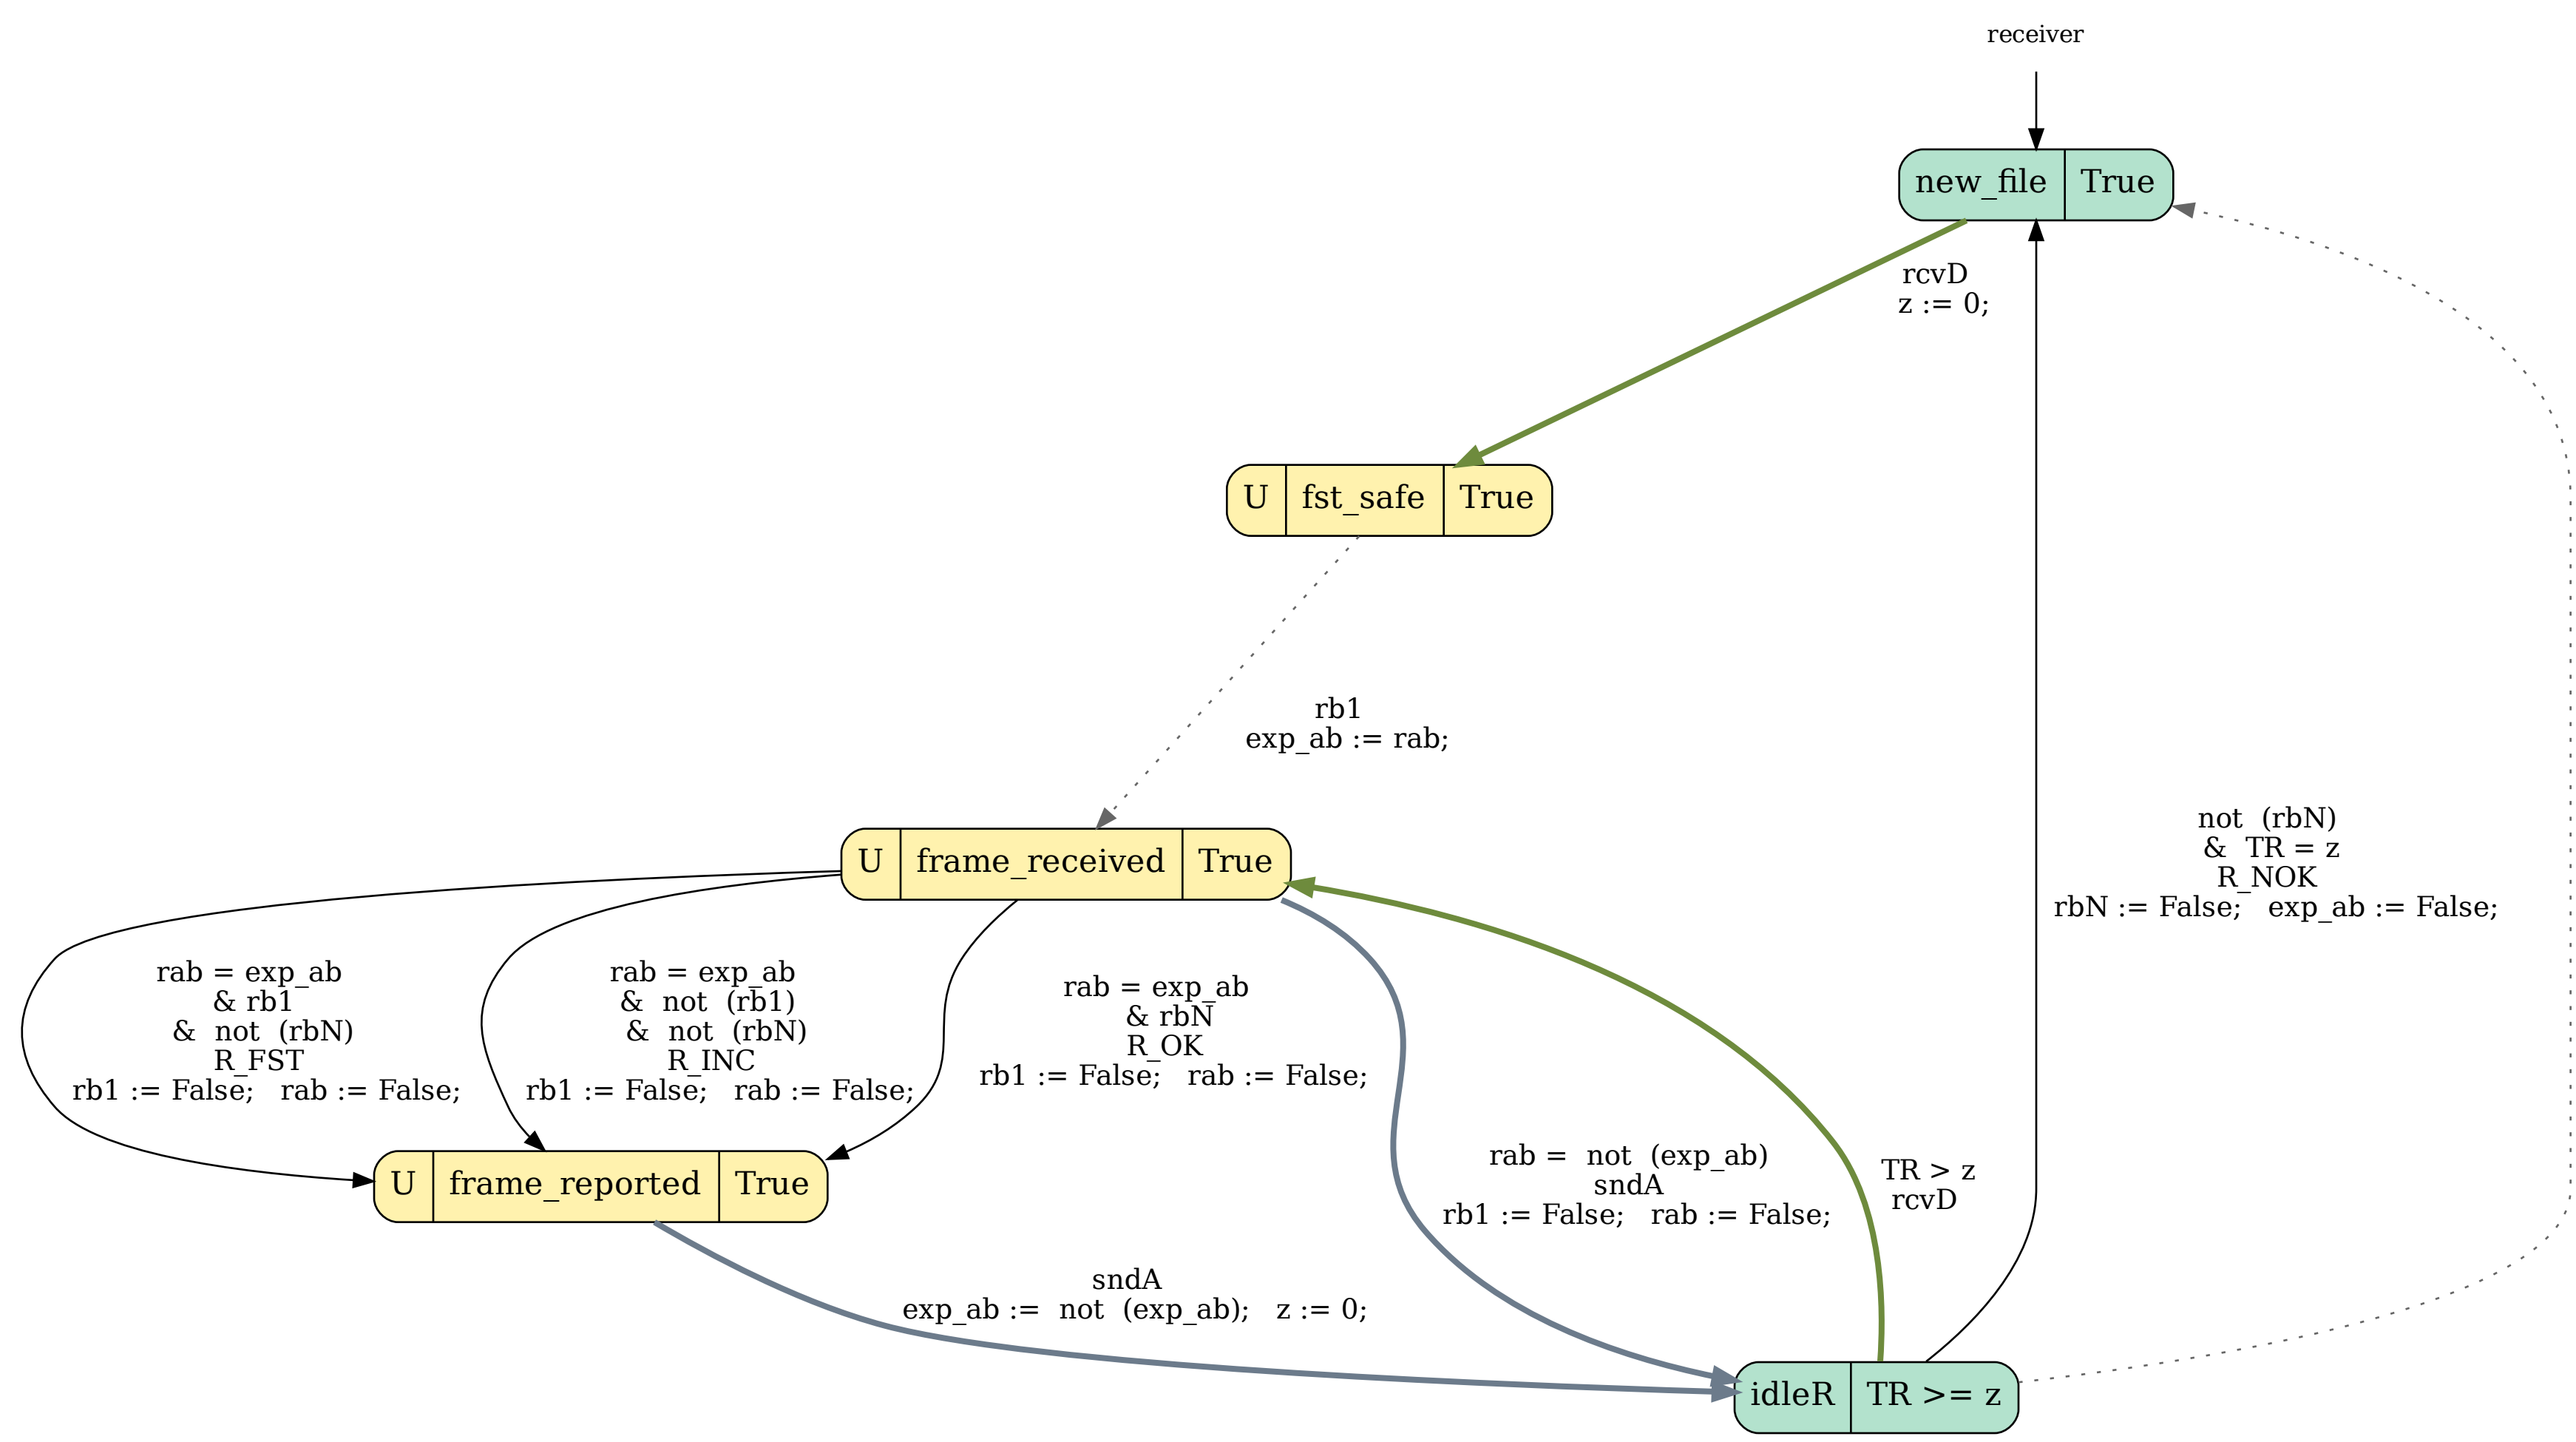 receiver
new_file True
rcvD
z := 0;
U fst_safe True
rb1
exp_ab := rab;
U frame_received True
not (rbN)
& TR = z
R_NOK
rbN := False; exp_ab := False;
rab = exp_ab
& rb1
& not (rbN)
R_FST
rb1 := False; rab := False;
rab = exp_ab
& not (rb1)
& not (rbN)
R_INC
rb1 := False; rab := False;
rab = exp_ab
& rbN
R_OK
rb1 := False; rab := False;
rab = not (exp_ab)
sndA
rb1 := False; rab := False;
TR > z
rcvD
U frame_reported True
sndA
exp_ab := not (exp_ab); z := 0;
idleR TR >= z